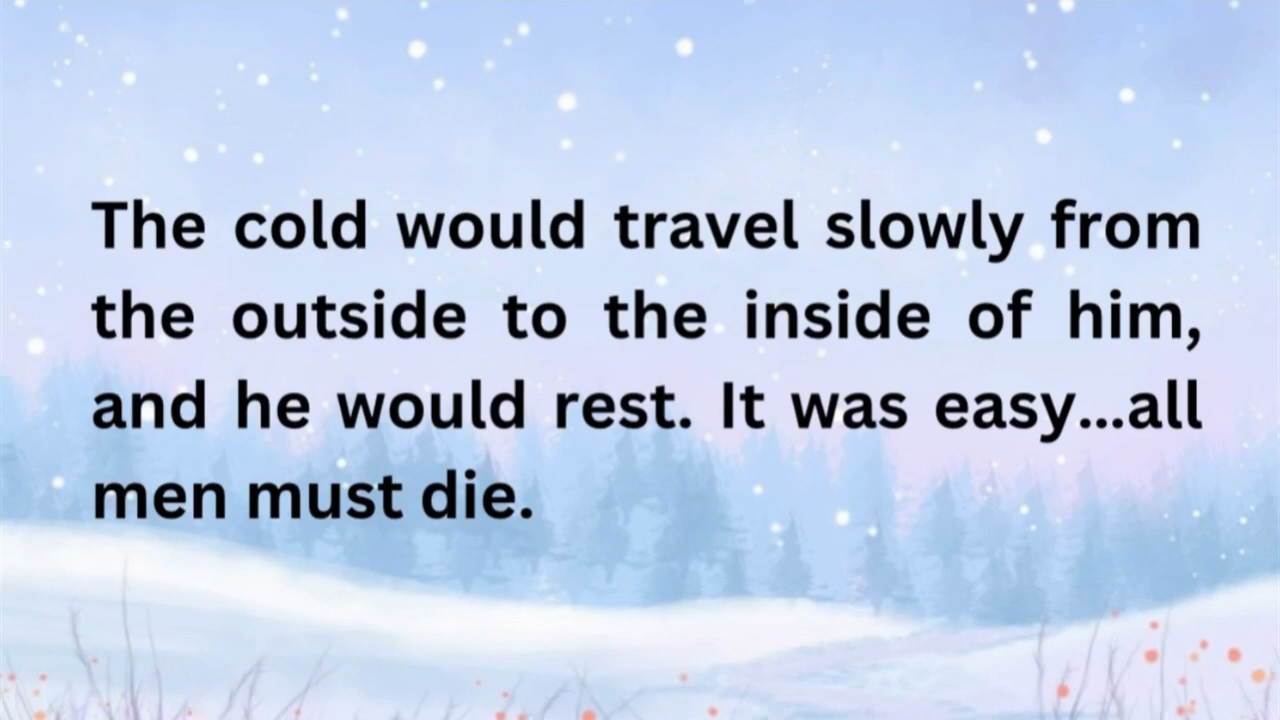 The cold would travel slowly from
the outside to the inside of him,
and he would rest. It was easy...all
men must die.